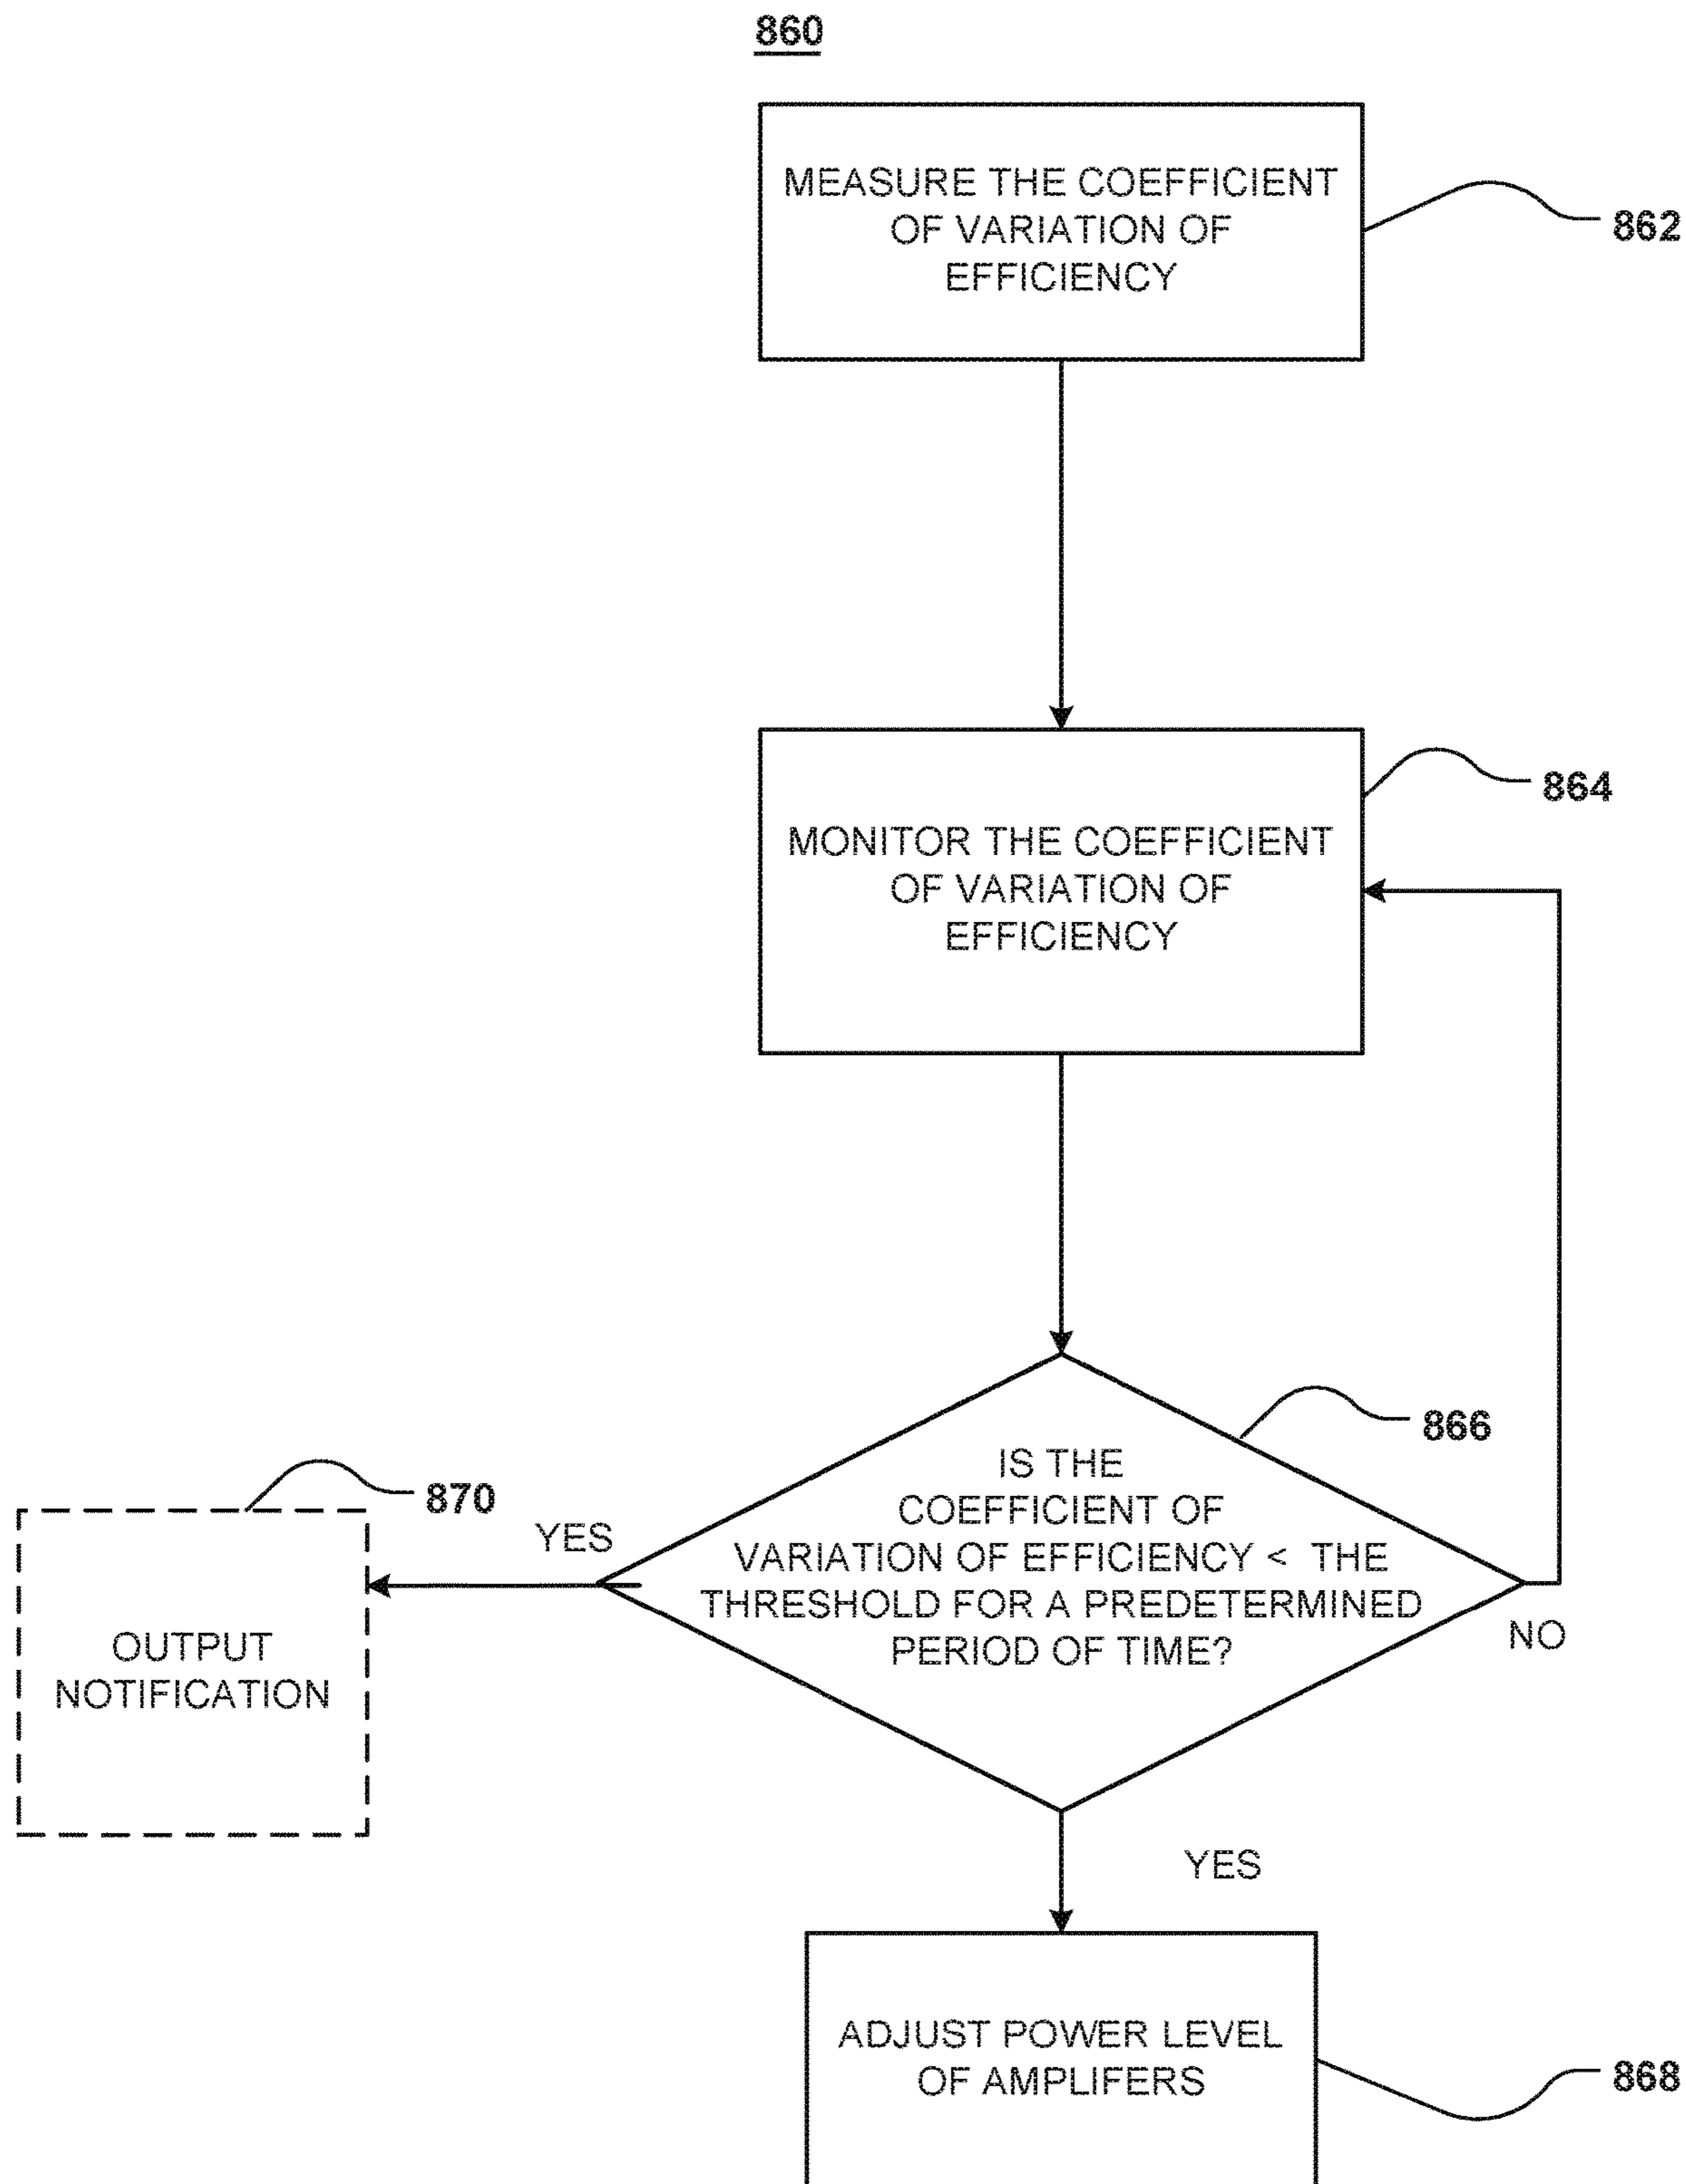 860
MEASURE THE COEFFICIENT
OF VARIATION OF
EFFICIENCY
862
864
MONITOR THE COEFFICIENT
OF VARIATION OF
EFFICIENCY
866
IS THE
COEFFICIENT OF
VARIATION OF EFFICIENCY < THE
THRESHOLD FOR A PREDETERMINED
PERIOD OF TIME?
870
YES
OUTPUT
NOTIFICATION
NO
YES
ADJUST POWER LEVEL
OF AMPLIFERS
868